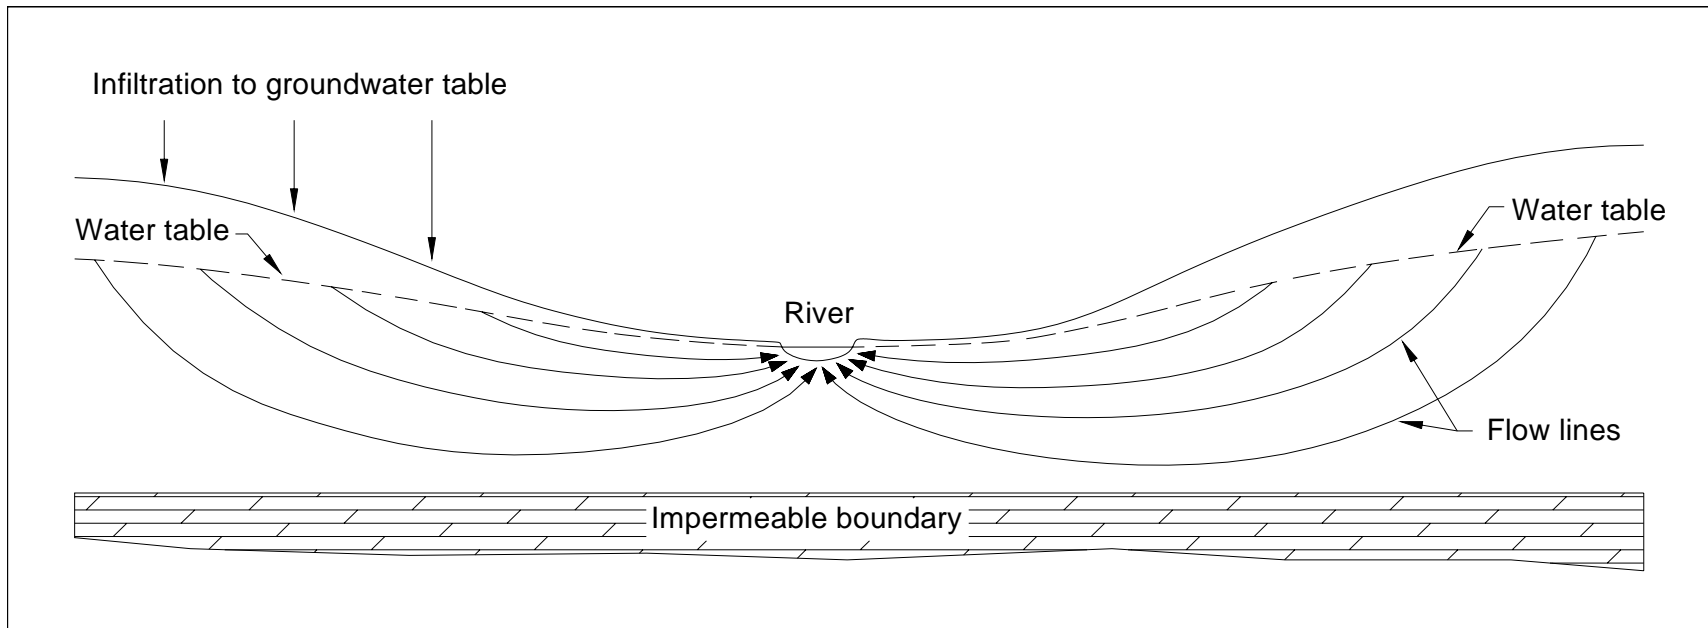 Infiltration to groundwater table
Water table
Water table
River
Flow lines
Impermeable boundary